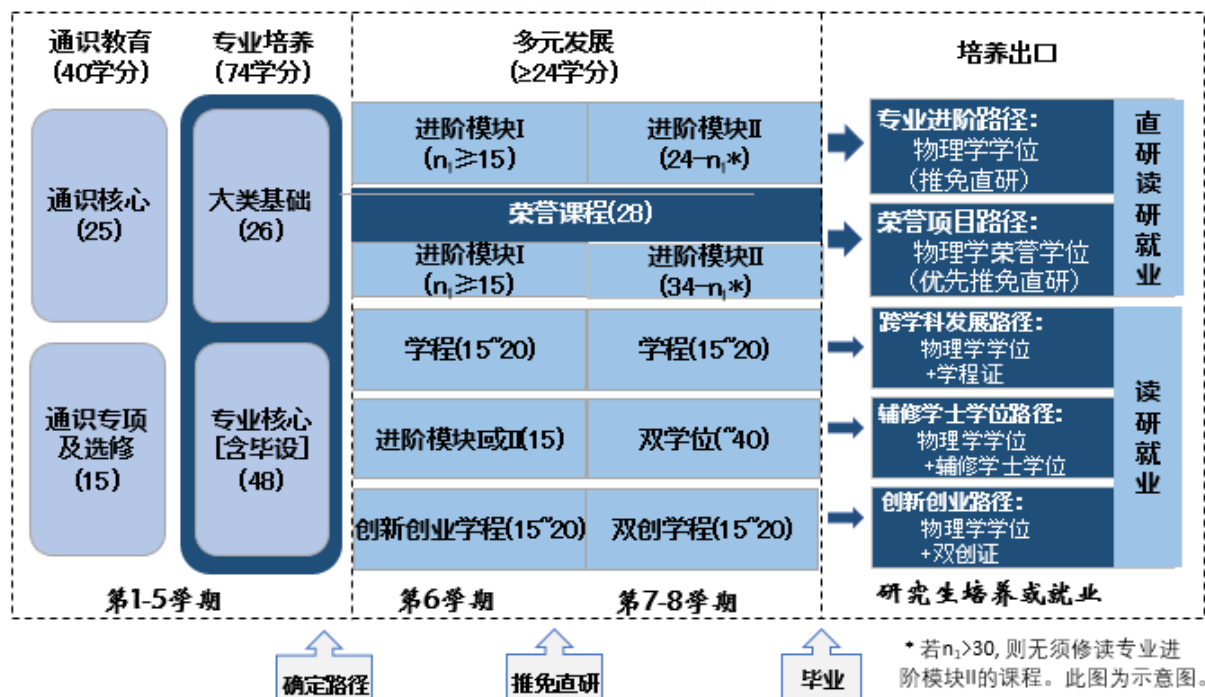 通识教育
(40学分)
专业培养
(74学分)
多元发展
(≥24学分)
培养出口
通识核心
(25)
大类基础
(26)
通识专项
及选修
(15)
专业核心
[含毕设]
(48)
进阶模块I
(n₁≥15)
进阶模块II
(24-n₁*)
荣誉课程(28)
进阶模块I
(n₁≥15)
进阶模块II
(34-n₁*)
学程(15~20)
学程(15~20)
进阶模块I或II(15)
双学位(~40)
创新创业学程(15~20)
双创学程(15~20)
专业进阶路径：
物理学学位
(推免直研)
荣誉项目路径：
物理学荣誉学位
(优先推免直研)
直研读研就业
跨学科发展路径：
物理学学位
+学程证
辅修学士学位路径：
物理学学位
+辅修学士学位
创新创业路径：
物理学学位
+双创证
读研就业
第1-5学期
第6学期
第7-8学期
研究生培养或就业
确定路径
推免直研
毕业
* 若n₁>30, 则无须修读专业进
阶模块II的课程。此图为示意图。